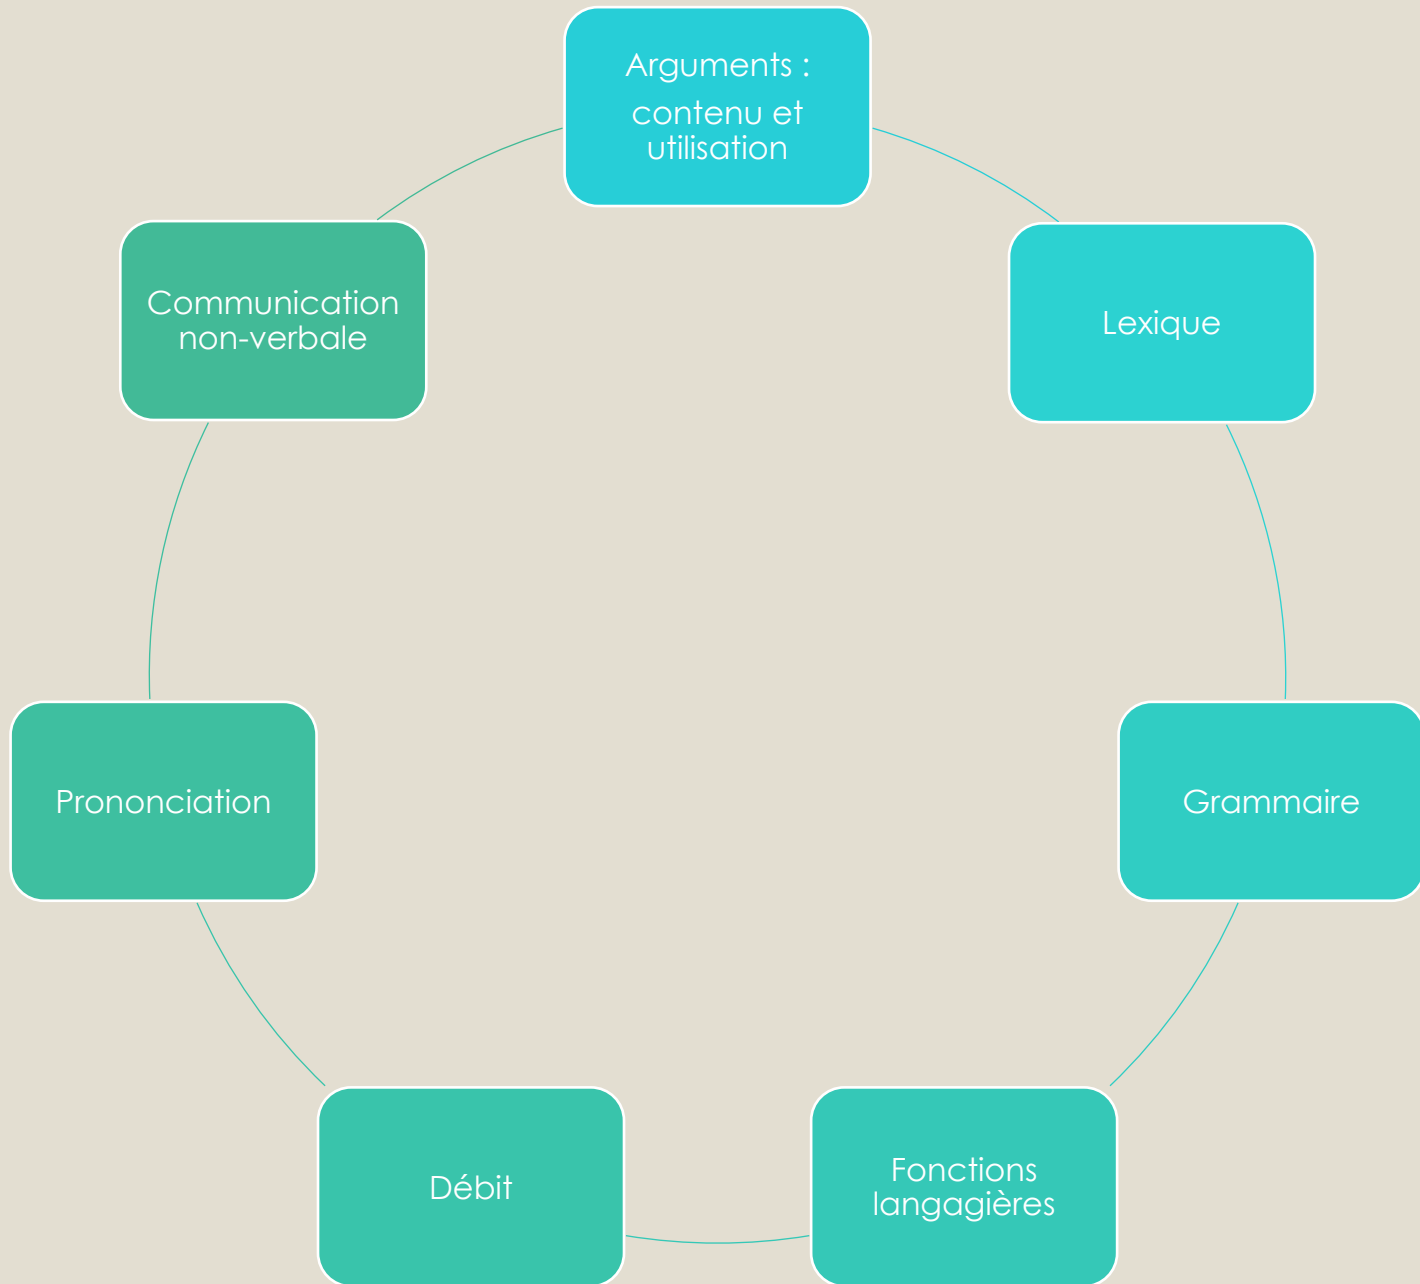 Arguments :
contenu et
utilisation
Lexique
Grammaire
Fonctions
langagières
Débit
Prononciation
Communication
non-verbale